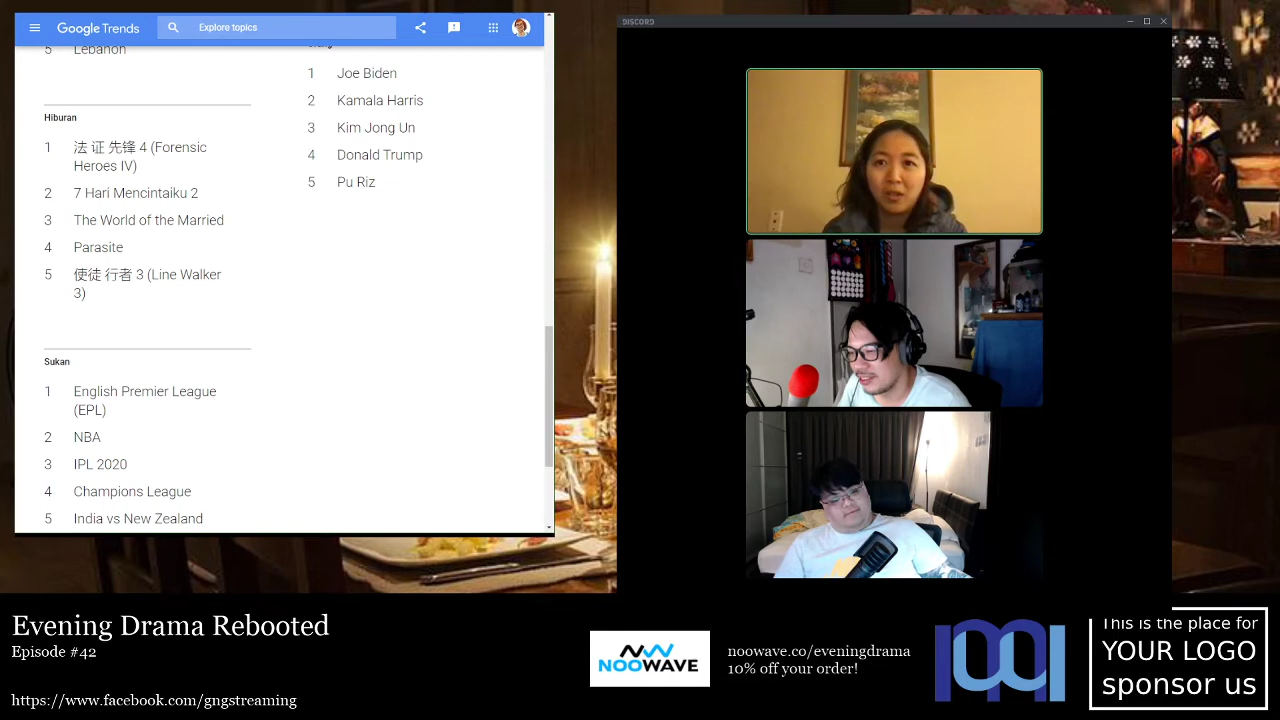 Google Trends
Explore topics
5 Lebanon
Hiburan
1 法 证 先锋 4 (Forensic
Heroes IV)
2 7 Hari Mencintaiku 2
3 The World of the Married
4 Parasite
5 使徒 行者 3 (Line Walker
3)
Sukan
1 English Premier League
(EPL)
2 NBA
3 IPL 2020
4 Champions League
5 India vs New Zealand
1 Joe Biden
2 Kamala Harris
3 Kim Jong Un
4 Donald Trump
5 Pu Riz
DISCORD
Evening Drama Rebooted
Episode #42
https://www.facebook.com/gngstreaming
NOOWAVE
noowave.co/eveningdrama
10% off your order!
This is the place for
YOUR LOGO
sponsor us